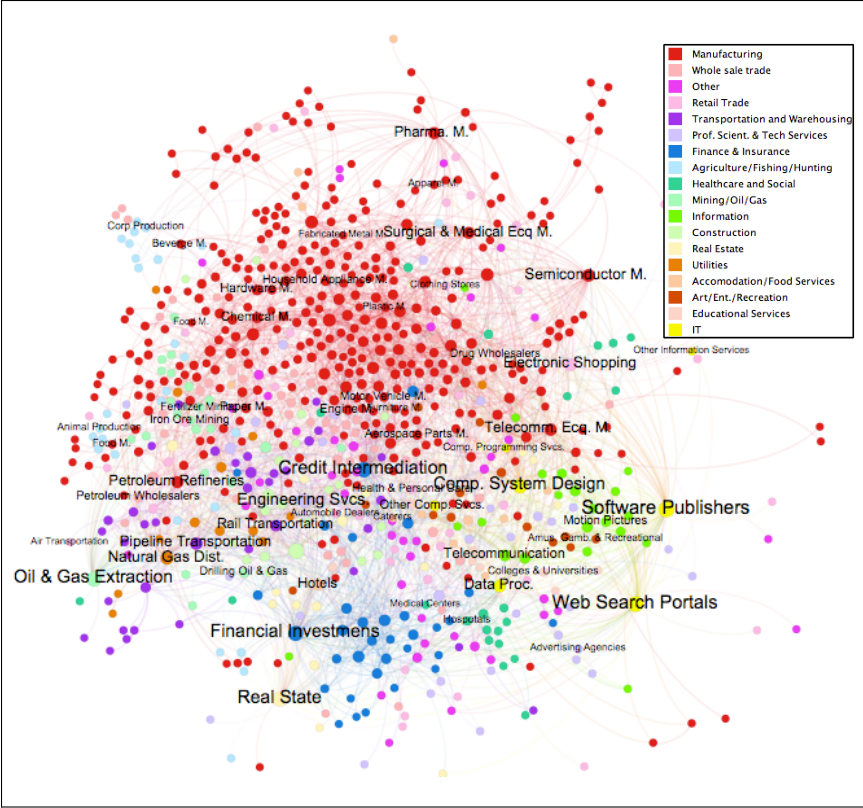 Manufacturing
Whole sale trade
Other
Retail Trade
Transportation and Warehousing
Prof. Scient. & Tech Services
Finance & Insurance
Agriculture/Fishing/Hunting
Healthcare and Social
Mining/Oil/Gas
Information
Construction
Real Estate
Utilities
Accomodation/Food Services
Art/Ent./Recreation
Educational Services
IT
Pharma. M.
Apparel M.
Corp Production
Fabricated Metal M.
Surgical & Medical Ecq M.
Beverge M.
Semiconductor M.
Household Appliance M.
Hardware M.
Clothing Stores
Plastic M.
Food M.
Chemical M.
Other Information Services
Drug Wholesalers
Electronic Shopping
Motor Vehicle M.
Fertilizer Mining
Paper M.
Engine M.
Furniture M.
Iron Ore Mining
Animal Production
Telecomm. Ecq. M.
Aerospace Parts M.
Food M.
Comp. Programming Svcs.
Credit Intermediation
Petroleum Refineries
Comp. System Design
Health & Personal Care
Petroleum Wholesalers
Engineering Svcs
Other Comp. Svcs.
Software Publishers
Automobile Dealers
Caterers
Motion Pictures
Rail Transportation
Amus. Gamb. & Recreational
Air Transportation
Pipeline Transportation
Natural Gas Dist.
Telecommunication
Drilling Oil & Gas
Colleges & Universities
Oil & Gas Extraction
Hotels
Data Proc.
Medical Centers
Web Search Portals
Hospotals
Financial Investmens
Advertising Agencies
Real State